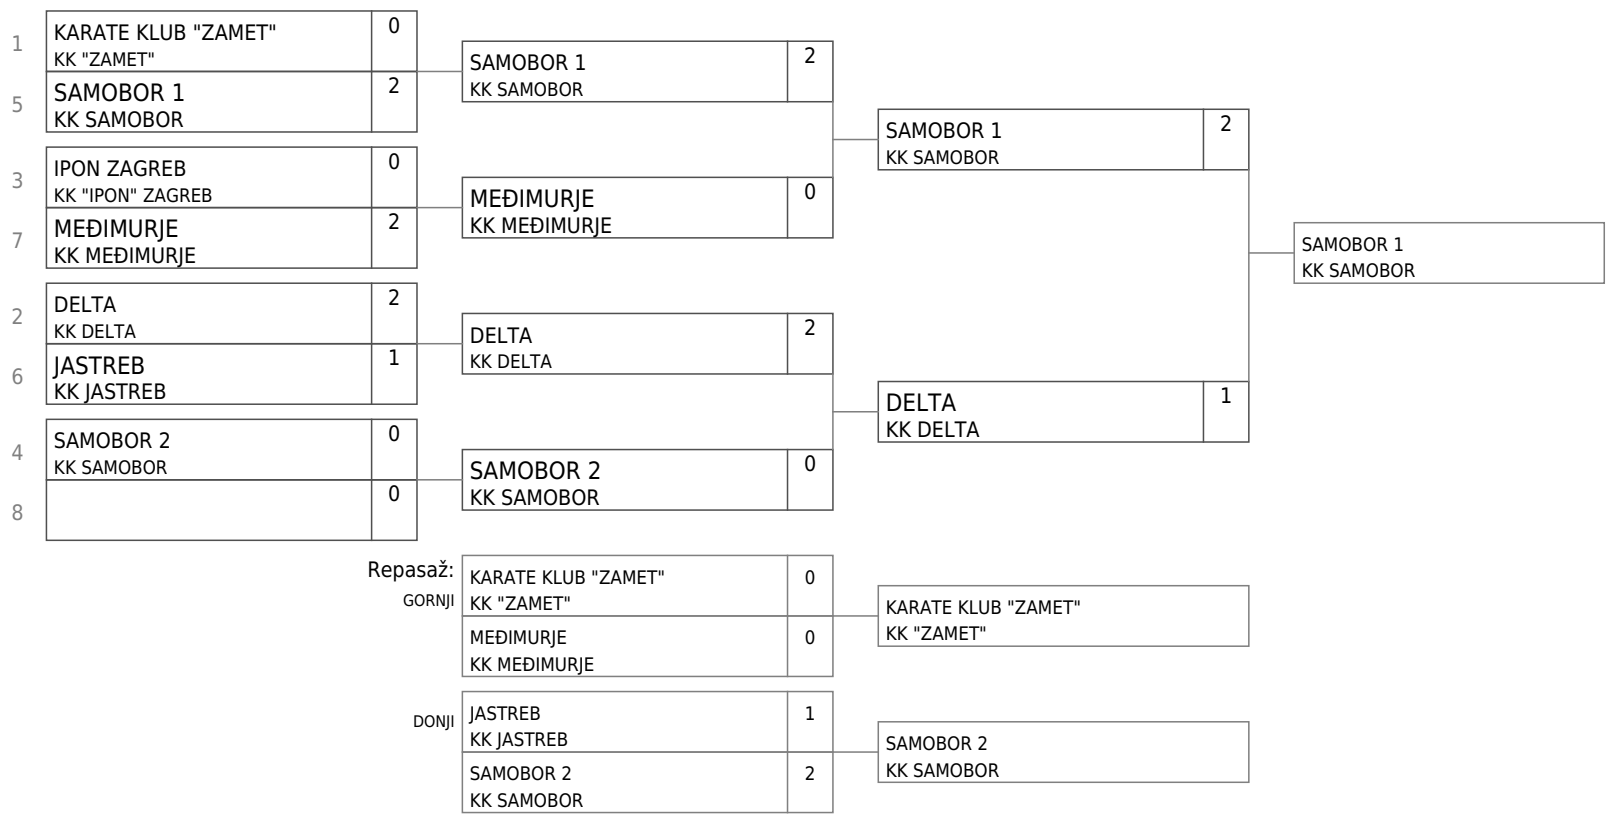 1
KARATE KLUB "ZAMET"
KK "ZAMET"
0
5
SAMOBOR 1
KK SAMOBOR
2
3
IPON ZAGREB
KK "IPON" ZAGREB
0
7
MEĐIMURJE
KK MEĐIMURJE
2
2
DELTA
KK DELTA
2
6
JASTREB
KK JASTREB
1
4
SAMOBOR 2
KK SAMOBOR
0
8
0
SAMOBOR 1
KK SAMOBOR
2
MEĐIMURJE
KK MEĐIMURJE
0
DELTA
KK DELTA
2
SAMOBOR 2
KK SAMOBOR
0
SAMOBOR 1
KK SAMOBOR
2
DELTA
KK DELTA
1
SAMOBOR 1
KK SAMOBOR
Repasaž:
GORNJI
KARATE KLUB "ZAMET"
KK "ZAMET"
0
MEĐIMURJE
KK MEĐIMURJE
0
KARATE KLUB "ZAMET"
KK "ZAMET"
DONJI
JASTREB
KK JASTREB
1
SAMOBOR 2
KK SAMOBOR
2
SAMOBOR 2
KK SAMOBOR